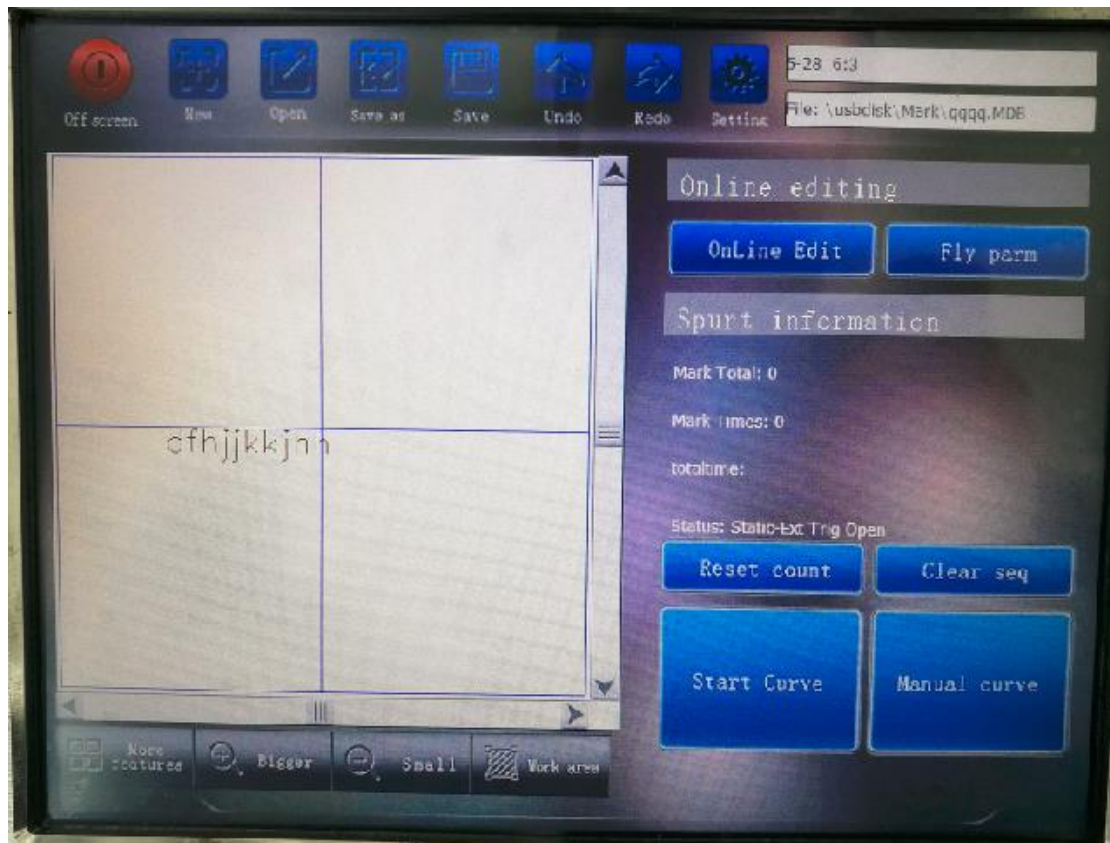 5-28 6:3
File: \usbdisk\Mark\qqqq.MDB
Off screen
New
Open
Save as
Save
Undo
Redo
Setting
Online editing
OnLine Edit
Fly parm
Spurt information
Mark Total: 0
Mark Times: 0
totaltime:
Status: Static-Ext Trig Open
Reset count
Clear seq
Start Curve
Manual curve
More features
Bigger
Small
Work area